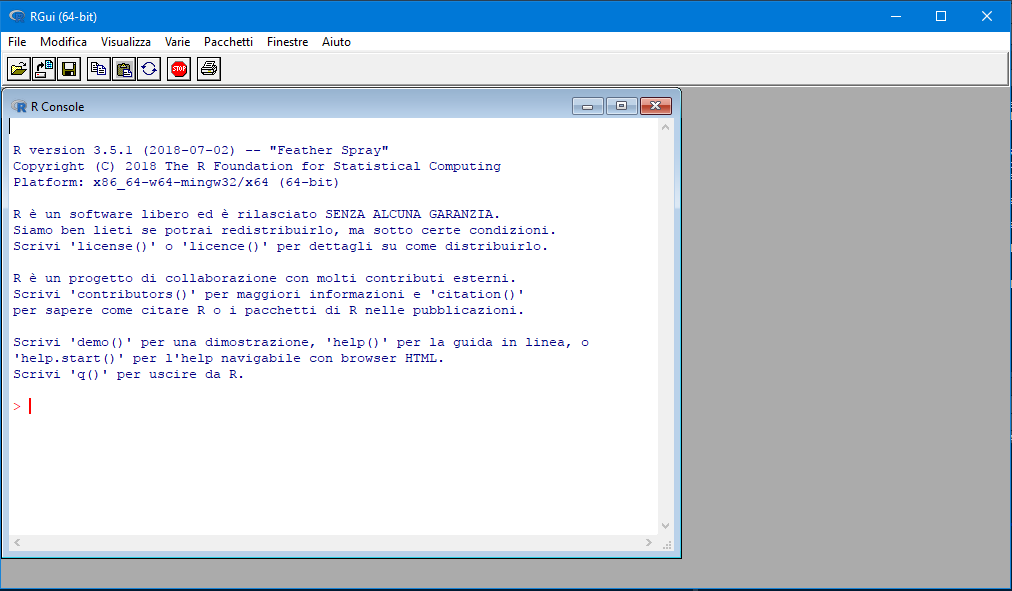 RGui (64-bit)
File Modifica Visualizza Varie Pacchetti Finestre Aiuto
STOP
R Console
R version 3.5.1 (2018-07-02) -- "Feather Spray"
Copyright (C) 2018 The R Foundation for Statistical Computing
Platform: x86_64-w64-mingw32/x64 (64-bit)
R è un software libero ed è rilasciato SENZA ALCUNA GARANZIA.
Siamo ben lieti se potrai redistribuirlo, ma sotto certe condizioni.
Scrivi 'license()' o 'licence()' per dettagli su come distribuirlo.
R è un progetto di collaborazione con molti contributi esterni.
Scrivi 'contributors()' per maggiori informazioni e 'citation()'
per sapere come citare R o i pacchetti di R nelle pubblicazioni.
Scrivi 'demo()' per una dimostrazione, 'help()' per la guida in linea, o
'help.start()' per l'help navigabile con browser HTML.
Scrivi 'q()' per uscire da R.
>